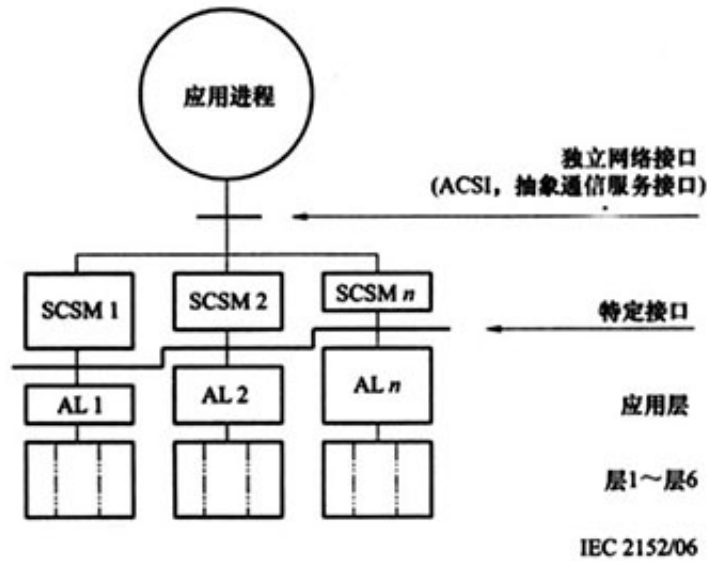 应用进程
独立网络接口
(ACSI，抽象通信服务接口)
SCSM 1
SCSM 2
SCSM n
特定接口
AL 1
AL 2
AL n
应用层
层1～层6
IEC 2152/06